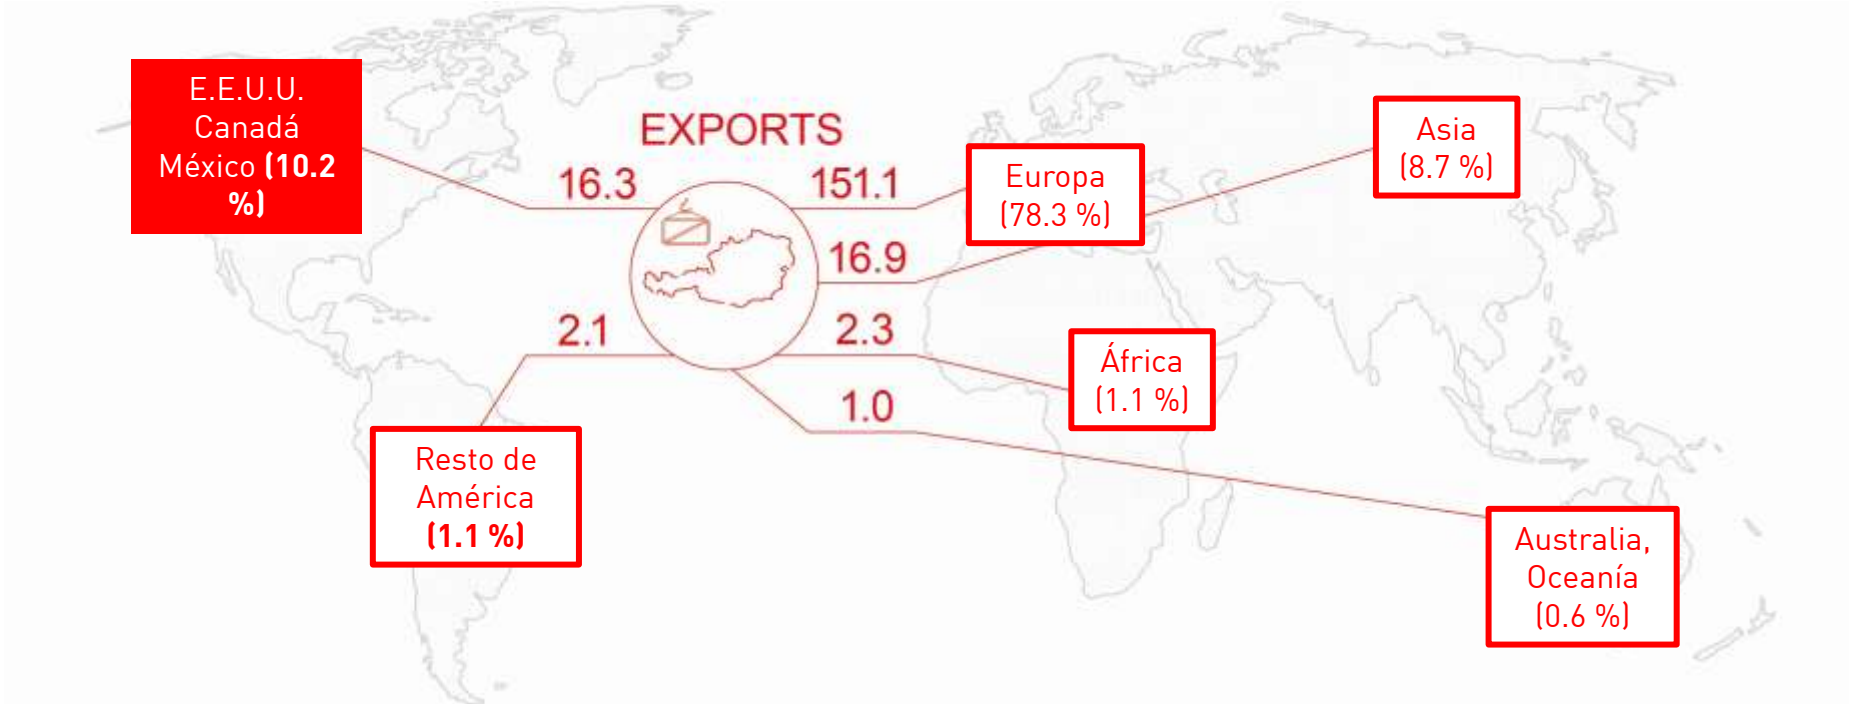 E.E.U.U.
Canadá
México (10.2
%)
EXPORTS
16.3
151.1
Europa
(78.3 %)
Asia
(8.7 %)
16.9
2.1
2.3
África
(1.1 %)
1.0
Resto de
América
(1.1 %)
Australia,
Oceanía
(0.6 %)